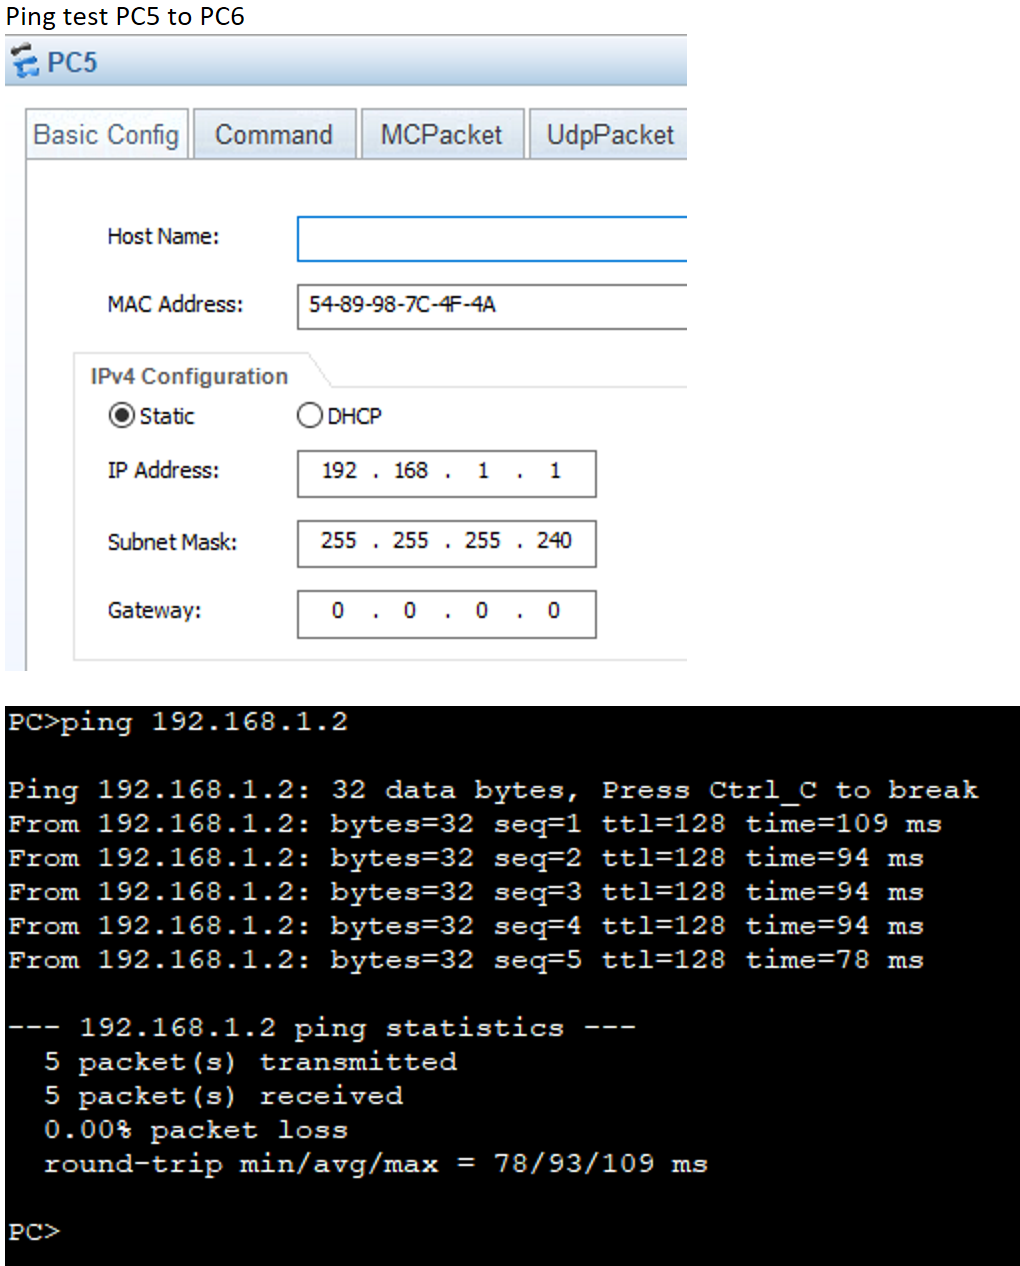 Ping test PC5 to PC6
PC5
Basic Config Command MCPacket UdpPacket
Host Name:
MAC Address: 54-89-98-7C-4F-4A
IPv4 Configuration
Static DHCP
IP Address: 192 . 168 . 1 . 1
Subnet Mask: 255 . 255 . 255 . 240
Gateway: 0 . 0 . 0 . 0
PC>ping 192.168.1.2
Ping 192.168.1.2: 32 data bytes, Press Ctrl_C to break
From 192.168.1.2: bytes=32 seq=1 ttl=128 time=109 ms
From 192.168.1.2: bytes=32 seq=2 ttl=128 time=94 ms
From 192.168.1.2: bytes=32 seq=3 ttl=128 time=94 ms
From 192.168.1.2: bytes=32 seq=4 ttl=128 time=94 ms
From 192.168.1.2: bytes=32 seq=5 ttl=128 time=78 ms
--- 192.168.1.2 ping statistics ---
5 packet(s) transmitted
5 packet(s) received
0.00% packet loss
round-trip min/avg/max = 78/93/109 ms
PC>